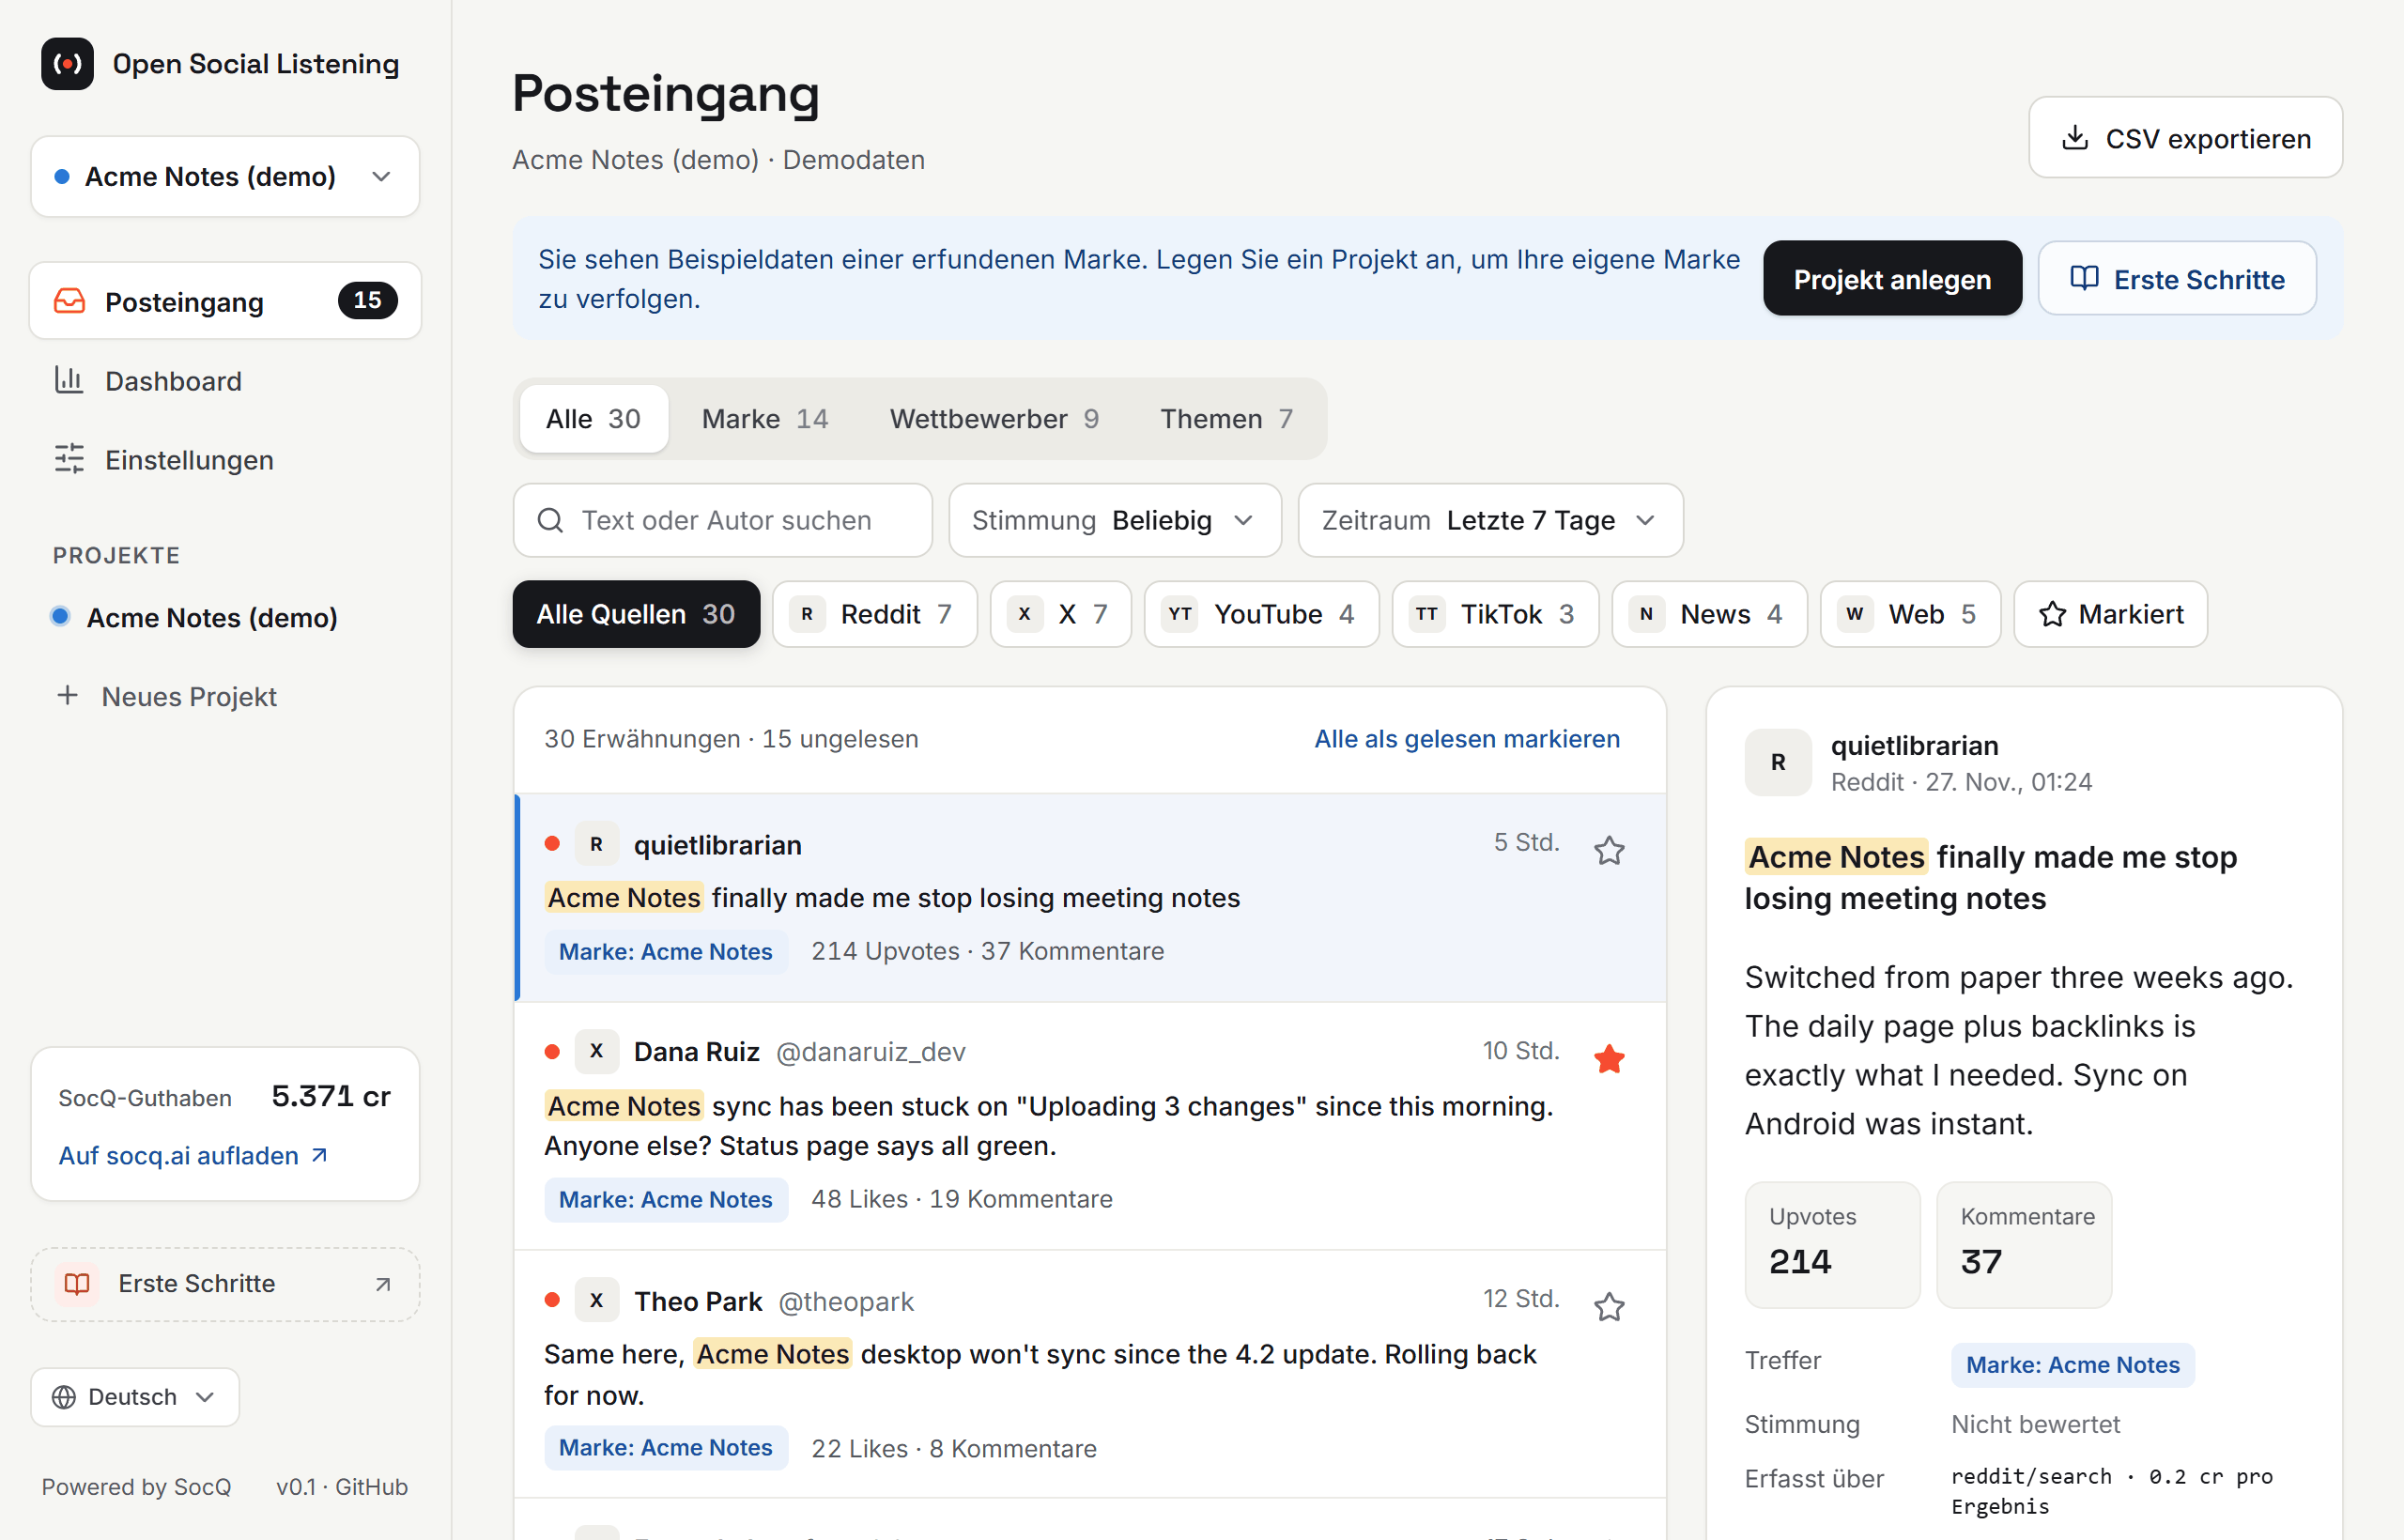 Open Social Listening
Acme Notes (demo)
Posteingang 15
Dashboard
Einstellungen
PROJEKTE
Acme Notes (demo)
Neues Projekt
SocQ-Guthaben 5.371 cr
Auf socq.ai aufladen
Erste Schritte
Deutsch
Powered by SocQ v0.1 · GitHub
Posteingang
Acme Notes (demo) · Demodaten
CSV exportieren
Sie sehen Beispieldaten einer erfundenen Marke. Legen Sie ein Projekt an, um Ihre eigene Marke
zu verfolgen.
Projekt anlegen
Erste Schritte
Alle 30 Marke 14 Wettbewerber 9 Themen 7
Text oder Autor suchen Stimmung Beliebig Zeitraum Letzte 7 Tage
Alle Quellen 30 R Reddit 7 X X 7 YT YouTube 4 TT TikTok 3 N News 4 W Web 5 Markiert
30 Erwähnungen · 15 ungelesen Alle als gelesen markieren
R quietlibrarian 5 Std.
Acme Notes finally made me stop losing meeting notes
Marke: Acme Notes 214 Upvotes · 37 Kommentare
X Dana Ruiz @danaruiz_dev 10 Std.
Acme Notes sync has been stuck on "Uploading 3 changes" since this morning.
Anyone else? Status page says all green.
Marke: Acme Notes 48 Likes · 19 Kommentare
X Theo Park @theopark 12 Std.
Same here, Acme Notes desktop won't sync since the 4.2 update. Rolling back
for now.
Marke: Acme Notes 22 Likes · 8 Kommentare
R quietlibrarian
Reddit · 27. Nov., 01:24
Acme Notes finally made me stop
losing meeting notes
Switched from paper three weeks ago.
The daily page plus backlinks is
exactly what I needed. Sync on
Android was instant.
Upvotes Kommentare
214 37
Treffer Marke: Acme Notes
Stimmung Nicht bewertet
Erfasst über reddit/search · 0.2 cr pro
Ergebnis